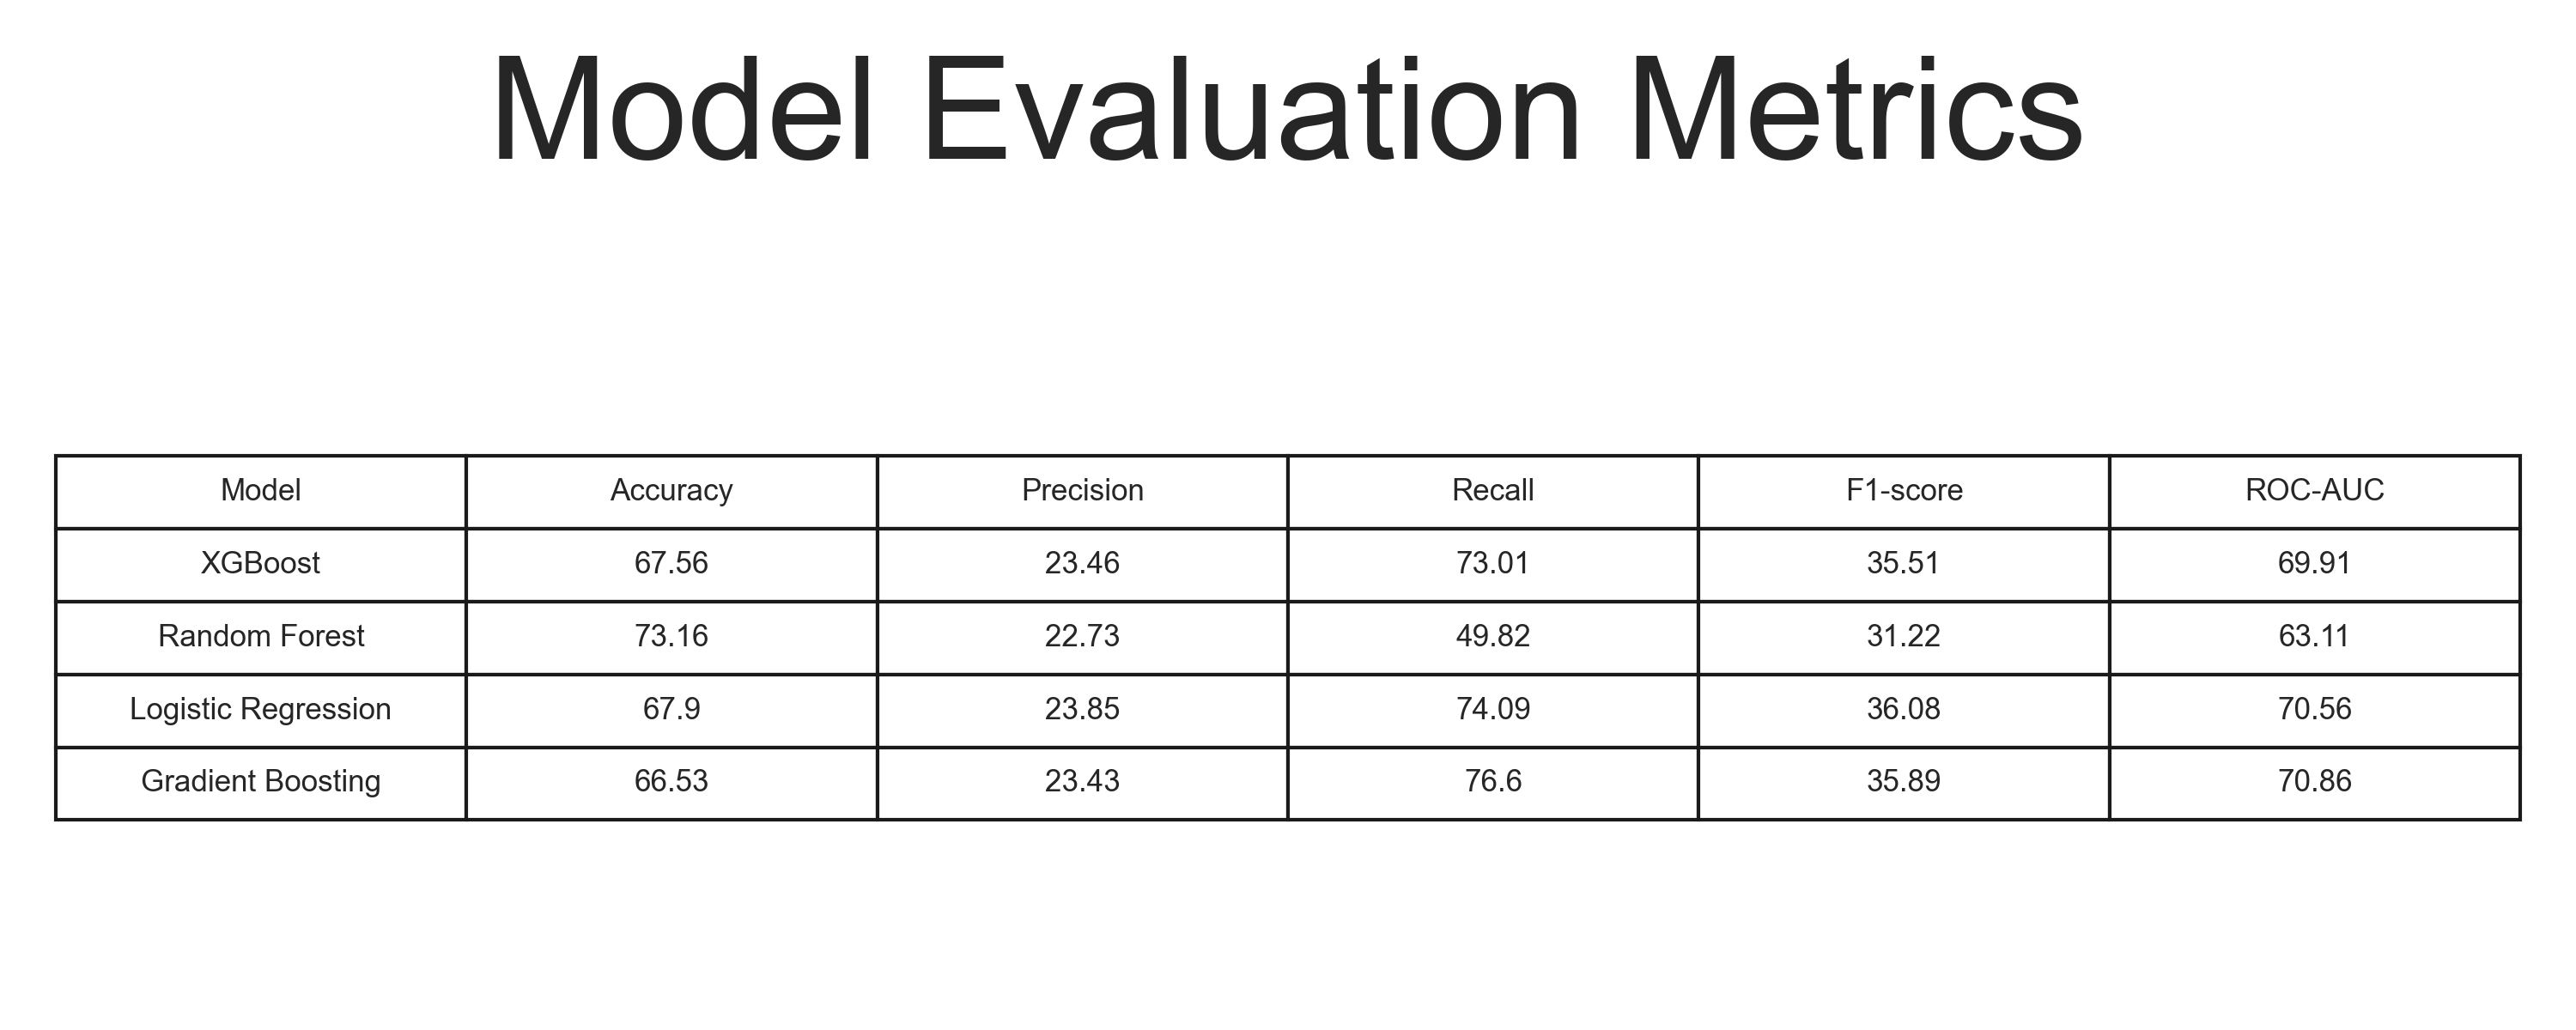 Model Evaluation Metrics
Model Accuracy Precision Recall F1-score ROC-AUC
XGBoost 67.56 23.46 73.01 35.51 69.91
Random Forest 73.16 22.73 49.82 31.22 63.11
Logistic Regression 67.9 23.85 74.09 36.08 70.56
Gradient Boosting 66.53 23.43 76.6 35.89 70.86